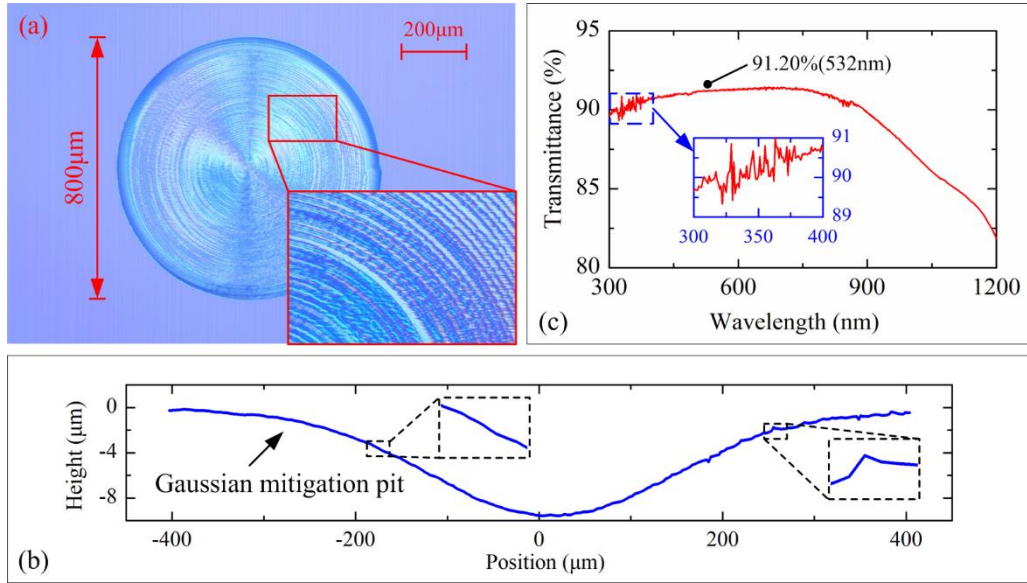 (a)
200μm
800μm
95
90
85
80
Transmittance (%)
91.20%(532nm)
91
90
89
300
360
400
300
600
900
1200
Wavelength (nm)
(c)
0
-4
-8
Height (μm)
Gaussian mitigation pit
-400
-200
0
200
400
Position (μm)
(b)